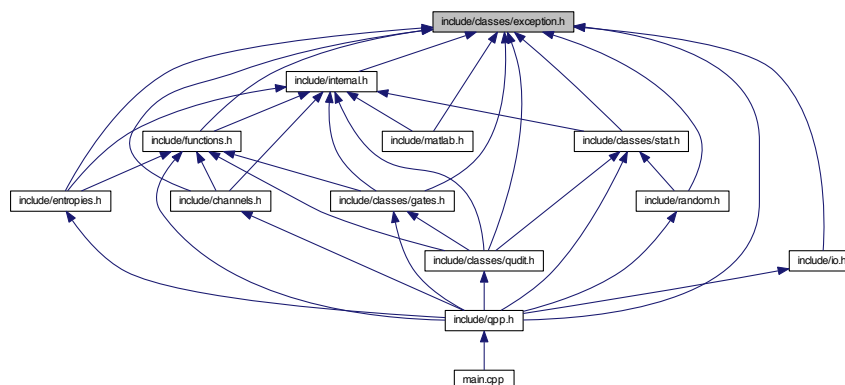 include/classes/exception.h
include/internal.h
include/functions.h
include/matlab.h
include/classes/stat.h
include/entropies.h
include/channels.h
include/classes/gates.h
include/random.h
include/classes/qudit.h
include/io.h
include/qpp.h
main.cpp